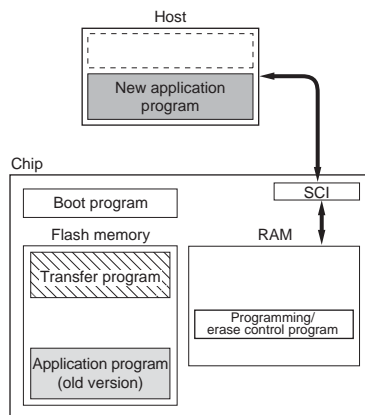 Host
New application
program
Chip
SCI
Boot program
Flash memory
RAM
Transfer program
Programming/
erase control program
Application program
(old version)